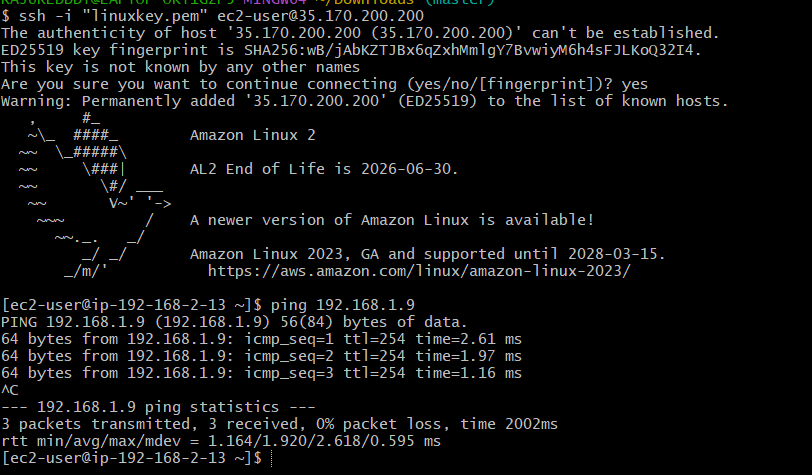 $ ssh -i "linuxkey.pem" ec2-user@35.170.200.200
The authenticity of host '35.170.200.200 (35.170.200.200)' can't be established.
ED25519 key fingerprint is SHA256:wB/jAbKZTJBx6qZxhMmlgY7BvwiyM6h4sFJLKoQ32I4.
This key is not known by any other names
Are you sure you want to continue connecting (yes/no/[fingerprint])? yes
Warning: Permanently added '35.170.200.200' (ED25519) to the list of known hosts.
   ,     #_
   ~\_  ####_        Amazon Linux 2
  ~~  \_#####\
  ~~     \###|       AL2 End of Life is 2026-06-30.
  ~~       \#/ ___
   ~~       V~' '->
    ~~~         /    A newer version of Amazon Linux is available!
      ~~._.   _/
         _/ _/       Amazon Linux 2023, GA and supported until 2028-03-15.
       _/m/'           https://aws.amazon.com/linux/amazon-linux-2023/
[ec2-user@ip-192-168-2-13 ~]$ ping 192.168.1.9
PING 192.168.1.9 (192.168.1.9) 56(84) bytes of data.
64 bytes from 192.168.1.9: icmp_seq=1 ttl=254 time=2.61 ms
64 bytes from 192.168.1.9: icmp_seq=2 ttl=254 time=1.97 ms
64 bytes from 192.168.1.9: icmp_seq=3 ttl=254 time=1.16 ms
^C
--- 192.168.1.9 ping statistics ---
3 packets transmitted, 3 received, 0% packet loss, time 2002ms
rtt min/avg/max/mdev = 1.164/1.920/2.618/0.595 ms
[ec2-user@ip-192-168-2-13 ~]$